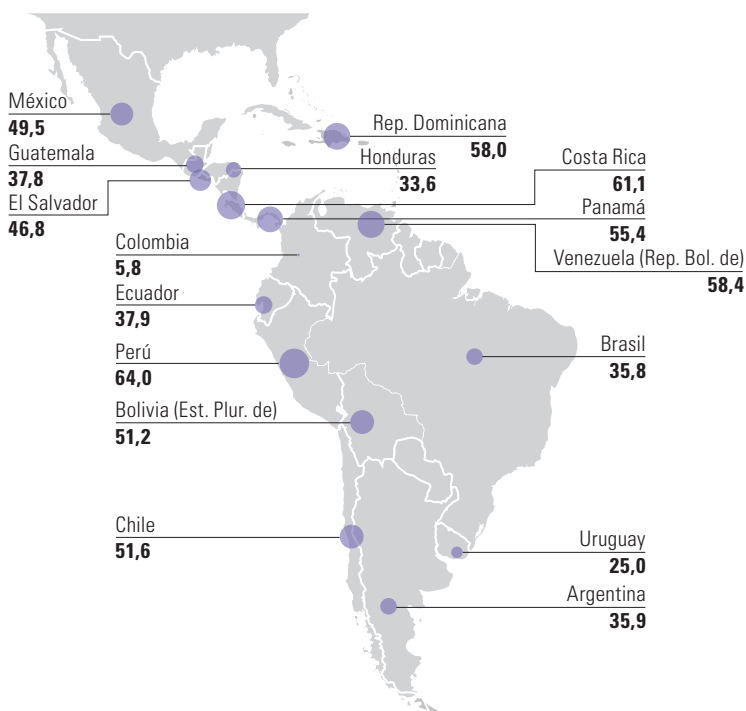 México
49,5
Guatemala
37,8
El Salvador
46,8
Rep. Dominicana
58,0
Honduras
33,6
Costa Rica
61,1
Panamá
55,4
Venezuela (Rep. Bol. de)
58,4
Colombia
5,8
Ecuador
37,9
Perú
64,0
Bolivia (Est. Plur. de)
51,2
Chile
51,6
Brasil
35,8
Uruguay
25,0
Argentina
35,9